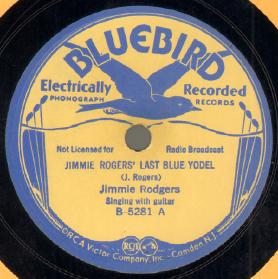 BLUEBIRD
Electrically Recorded
PHONOGRAPH RECORDS
Not Licensed for Radio Broadcast
JIMMIE ROGERS' LAST BLUE YODEL
(J. Rogers)
Jimmie Rodgers
Singing with guitar
B-5281 A
RCA Victor Company, Inc. Camden, N.J.